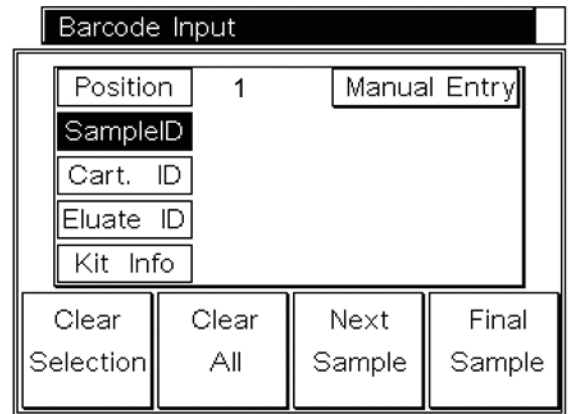 Barcode Input
Position 1 Manual Entry
SampleID
Cart. ID
Eluate ID
Kit Info
Clear Selection
Clear All
Next Sample
Final Sample